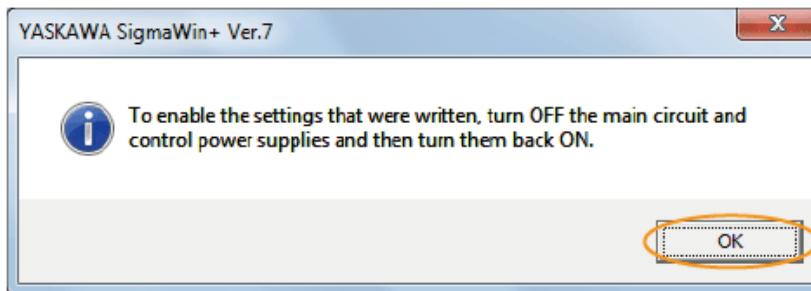 YASKAWA SigmaWin+ Ver.7
To enable the settings that were written, turn OFF the main circuit and
control power supplies and then turn them back ON.
OK